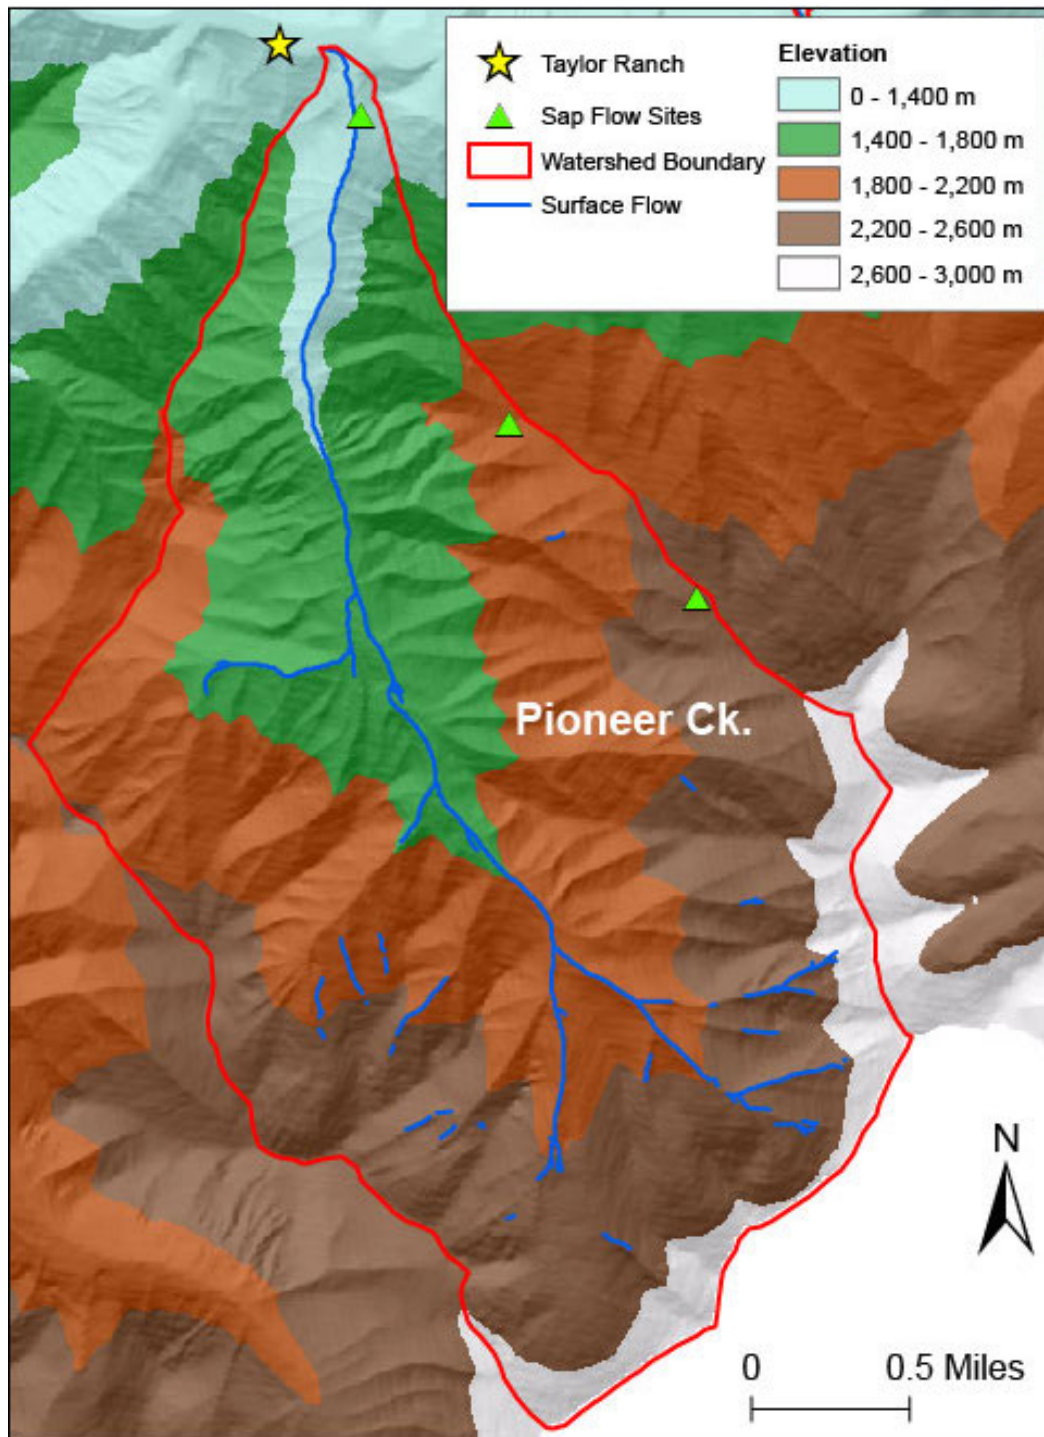 Taylor Ranch
Sap Flow Sites
Watershed Boundary
Surface Flow
Elevation
0 - 1,400 m
1,400 - 1,800 m
1,800 - 2,200 m
2,200 - 2,600 m
2,600 - 3,000 m
Pioneer Ck.
N
0 0.5 Miles